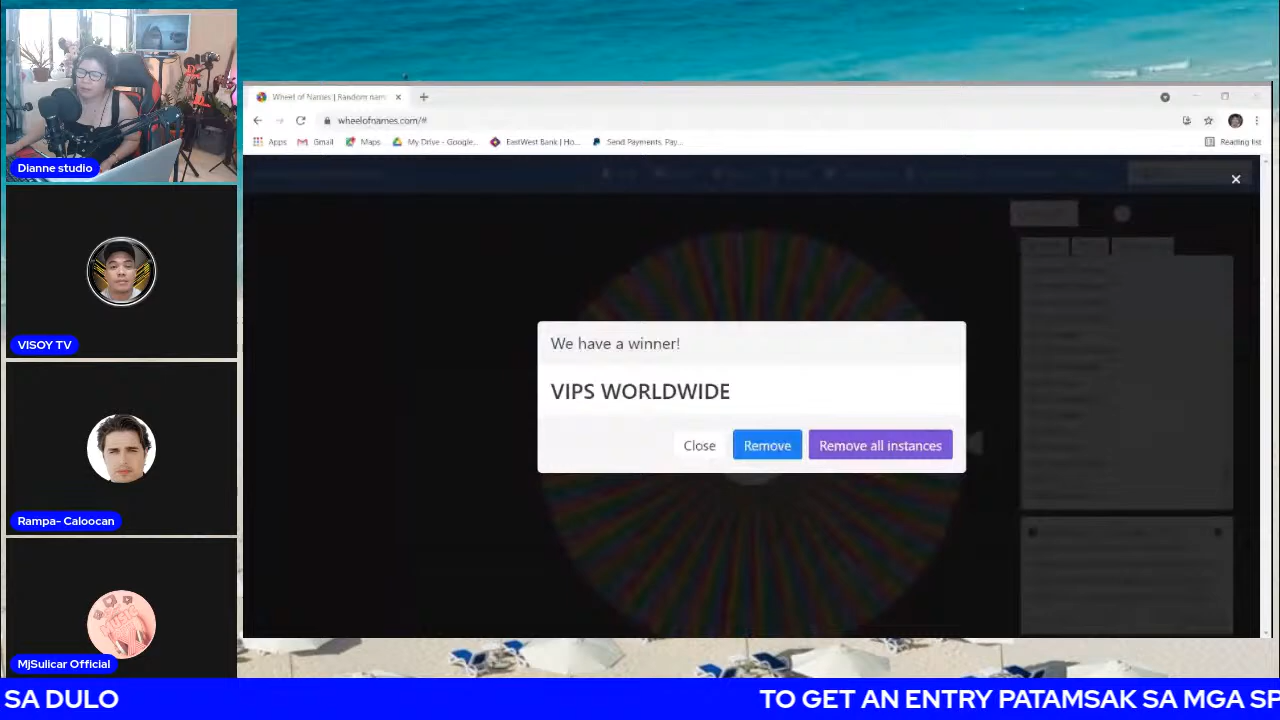 Dianne studio
VISOY TV
Rampa- Caloocan
MjSulicar Official
Wheel of Names | Random nam
wheelofnames.com/#
Apps
Gmail
Maps
My Drive - Google...
EastWest Bank | Ho...
Send Payments, Pay...
Reading list
We have a winner!
VIPS WORLDWIDE
Close
Remove
Remove all instances
SA DULO
TO GET AN ENTRY PATAMSAK SA MGA SP